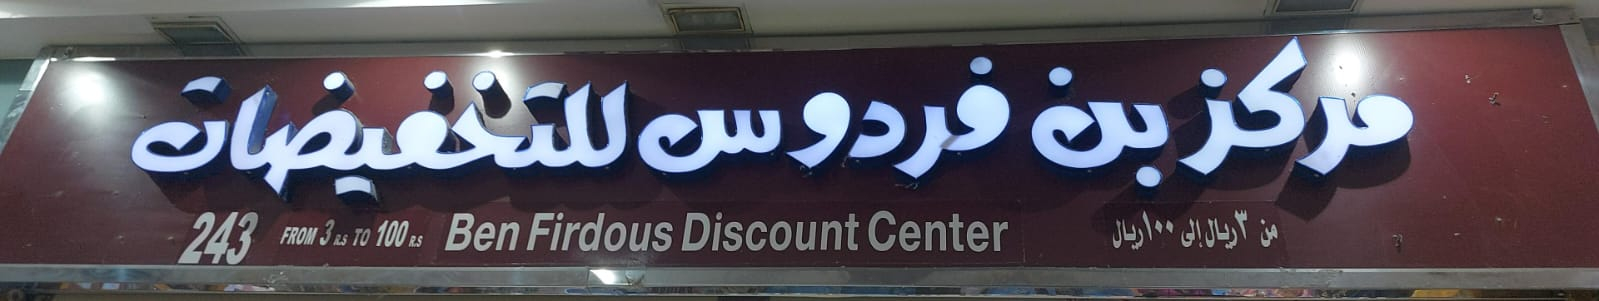 مركز بن فردوس للتخفيضات
243 FROM 3 R.S TO 100 R.S Ben Firdous Discount Center من ٣ ريال إلى ١٠٠ ريال